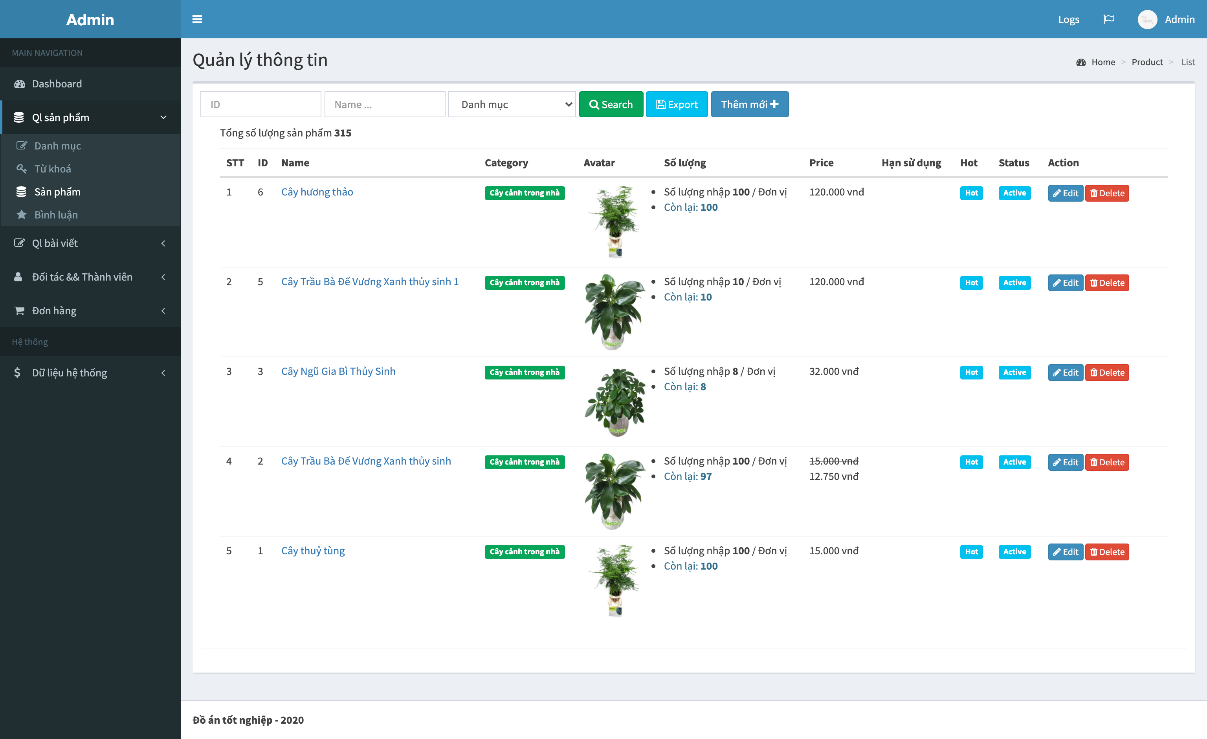 Admin
Logs
Admin
MAIN NAVIGATION
Dashboard
Ql sản phẩm
Danh mục
Từ khoá
Sản phẩm
Bình luận
Ql bài viết
Đối tác && Thành viên
Đơn hàng
Hệ thống
Dữ liệu hệ thống
Quản lý thông tin
Home > Product > List
ID Name ... Danh mục Search Export Thêm mới
Tổng số lượng sản phẩm 315
STT ID Name Category Avatar Số lượng Price Hạn sử dụng Hot Status Action
1 6 Cây hương thảo Cây cảnh trong nhà Số lượng nhập 100 / Đơn vị 120.000 vnđ Hot Active Edit Delete
Còn lại: 100
2 5 Cây Trầu Bà Đế Vương Xanh thủy sinh 1 Cây cảnh trong nhà Số lượng nhập 10 / Đơn vị 120.000 vnđ Hot Active Edit Delete
Còn lại: 10
3 3 Cây Ngũ Gia Bì Thủy Sinh Cây cảnh trong nhà Số lượng nhập 8 / Đơn vị 32.000 vnđ Hot Active Edit Delete
Còn lại: 8
4 2 Cây Trầu Bà Đế Vương Xanh thủy sinh Cây cảnh trong nhà Số lượng nhập 100 / Đơn vị 15.000 vnđ Hot Active Edit Delete
Còn lại: 97 12.750 vnđ
5 1 Cây thuỷ tùng Cây cảnh trong nhà Số lượng nhập 100 / Đơn vị 15.000 vnđ Hot Active Edit Delete
Còn lại: 100
Đồ án tốt nghiệp - 2020